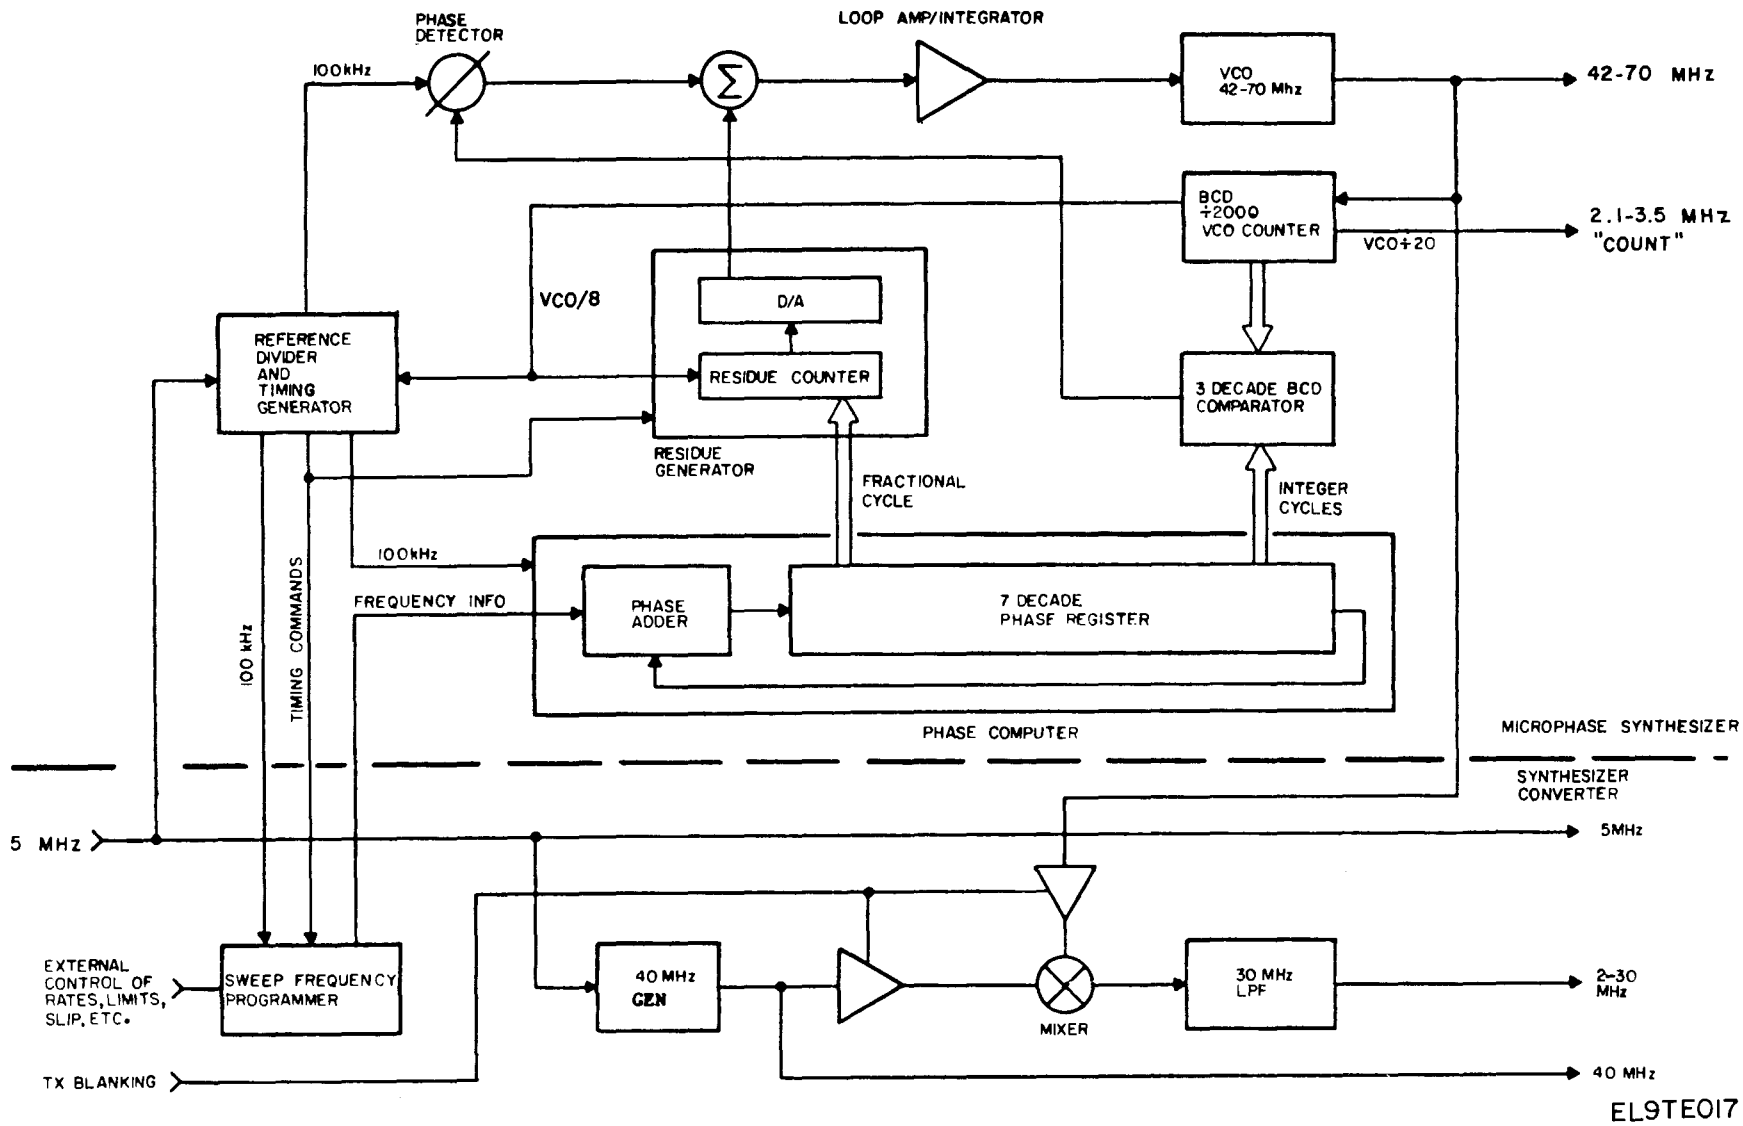 PHASE
DETECTOR
LOOP AMP/INTEGRATOR
100kHz
Σ
VCO
42-70 Mhz
42-70 MHz
BCD
÷2000
VCO COUNTER
2.1-3.5 MHz
"COUNT"
VCO÷20
VCO/8
D/A
RESIDUE COUNTER
REFERENCE
DIVIDER
AND
TIMING
GENERATOR
3 DECADE BCD
COMPARATOR
RESIDUE
GENERATOR
FRACTIONAL
CYCLE
INTEGER
CYCLES
100kHz
FREQUENCY INFO
PHASE
ADDER
7 DECADE
PHASE REGISTER
100 kHz
TIMING COMMANDS
PHASE COMPUTER
MICROPHASE SYNTHESIZER
SYNTHESIZER
CONVERTER
5 MHz
5MHz
EXTERNAL
CONTROL OF
RATES, LIMITS,
SLIP, ETC.
SWEEP FREQUENCY
PROGRAMMER
40 MHz
GEN
MIXER
30 MHz
LPF
2-30
MHz
TX BLANKING
40 MHz
EL9TE017